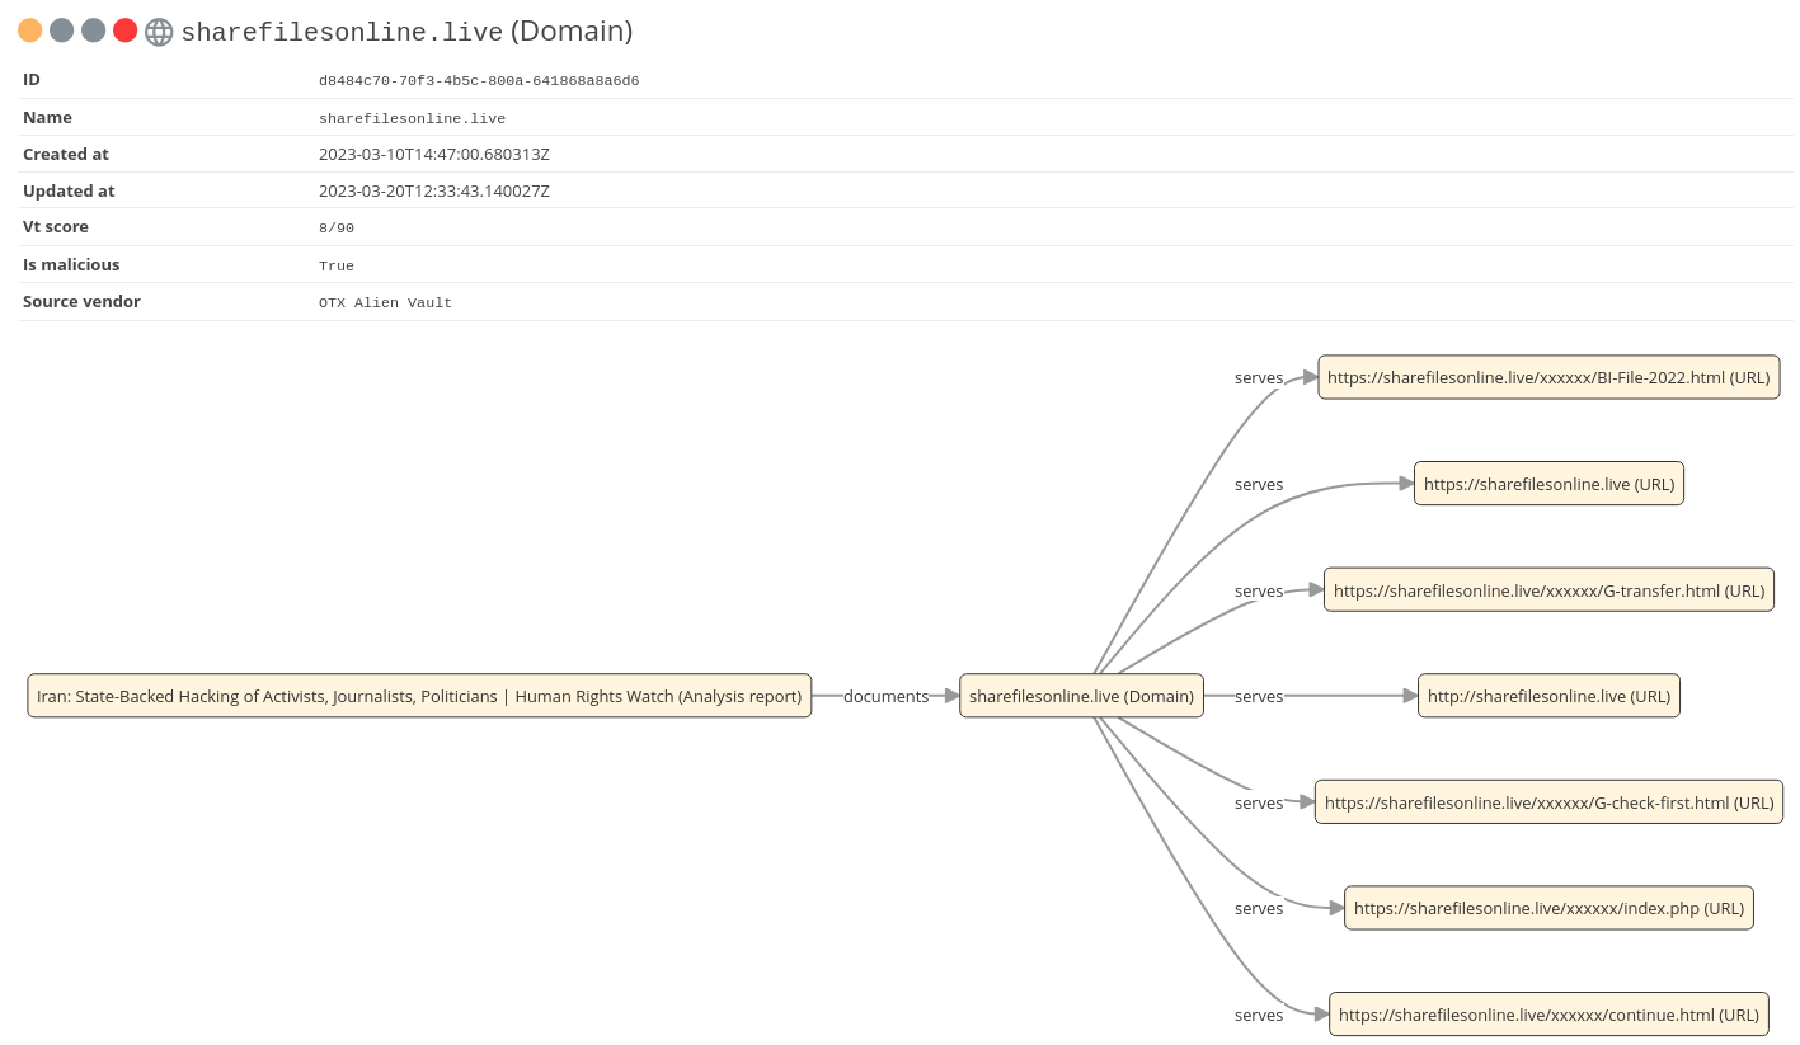 sharefilesonline.live (Domain)
ID d8484c70-70f3-4b5c-800a-641868a8a6d6
Name sharefilesonline.live
Created at 2023-03-10T14:47:00.680313Z
Updated at 2023-03-20T12:33:43.140027Z
Vt score 8/90
Is malicious True
Source vendor OTX Alien Vault
serves https://sharefilesonline.live/xxxxxx/BI-File-2022.html (URL)
serves https://sharefilesonline.live (URL)
serves https://sharefilesonline.live/xxxxxx/G-transfer.html (URL)
Iran: State-Backed Hacking of Activists, Journalists, Politicians | Human Rights Watch (Analysis report) documents sharefilesonline.live (Domain) serves http://sharefilesonline.live (URL)
serves https://sharefilesonline.live/xxxxxx/G-check-first.html (URL)
serves https://sharefilesonline.live/xxxxxx/index.php (URL)
serves https://sharefilesonline.live/xxxxxx/continue.html (URL)